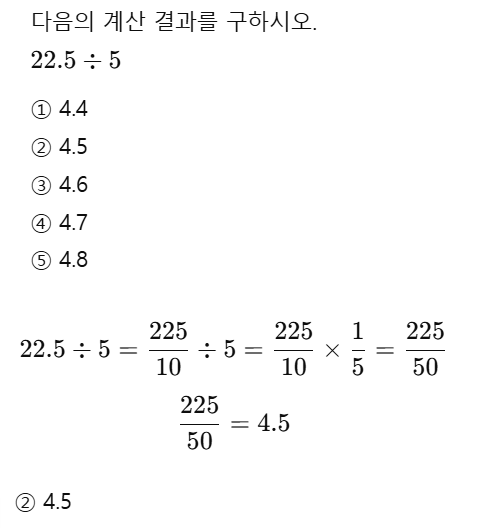 다음의 계산 결과를 구하시오.
22.5 ÷ 5
① 4.4
② 4.5
③ 4.6
④ 4.7
⑤ 4.8
22.5 ÷ 5 = 225/10 ÷ 5 = 225/10 × 1/5 = 225/50
225/50 = 4.5
② 4.5